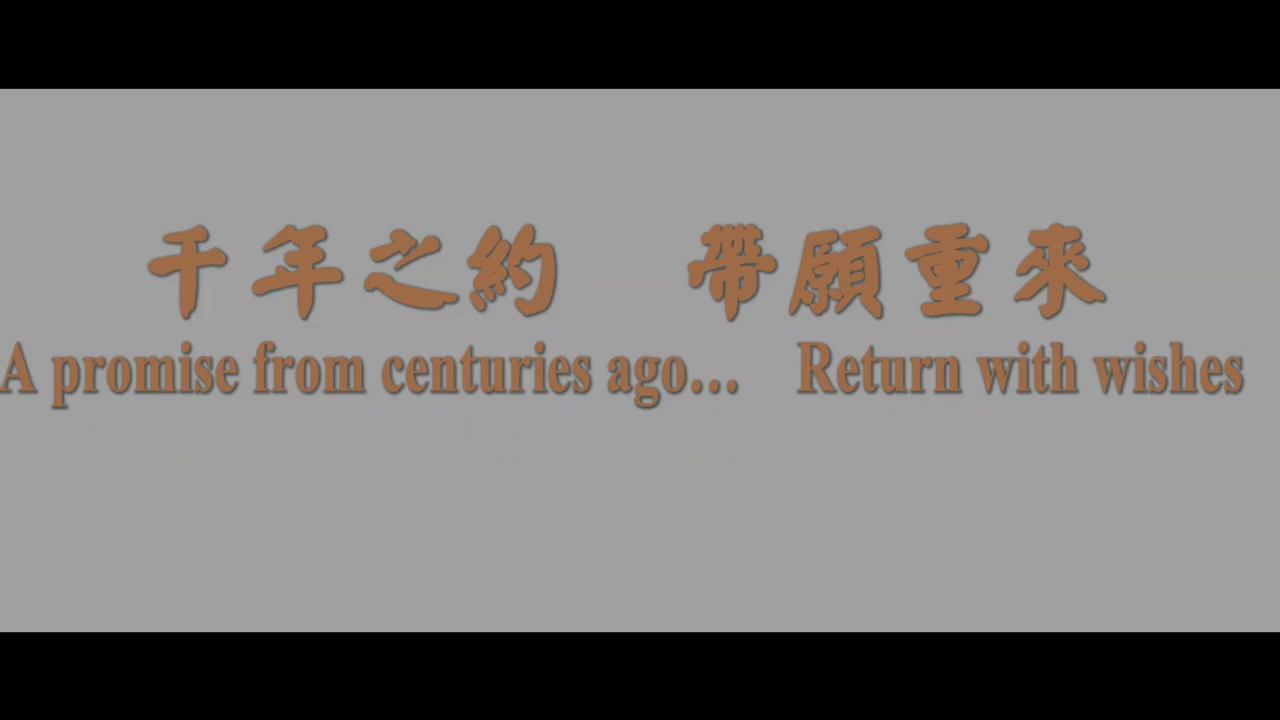 千年之約 帶願重來
A promise from centuries ago... Return with wishes